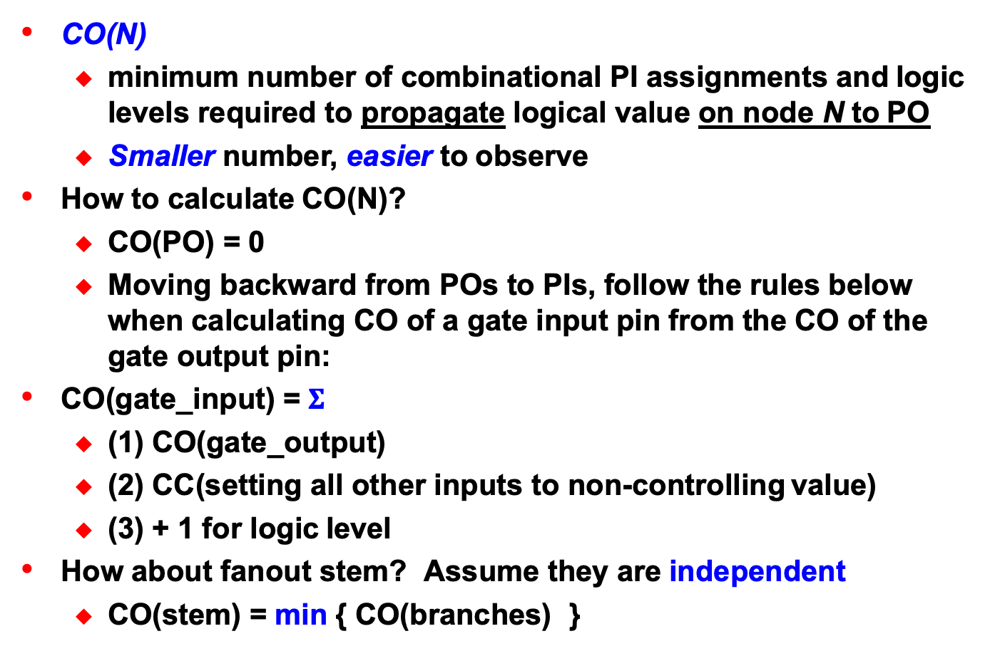 • CO(N)
◆ minimum number of combinational PI assignments and logic
levels required to propagate logical value on node N to PO
◆ Smaller number, easier to observe
• How to calculate CO(N)?
◆ CO(PO) = 0
◆ Moving backward from POs to PIs, follow the rules below
when calculating CO of a gate input pin from the CO of the
gate output pin:
• CO(gate_input) = Σ
◆ (1) CO(gate_output)
◆ (2) CC(setting all other inputs to non-controlling value)
◆ (3) + 1 for logic level
• How about fanout stem? Assume they are independent
◆ CO(stem) = min { CO(branches) }